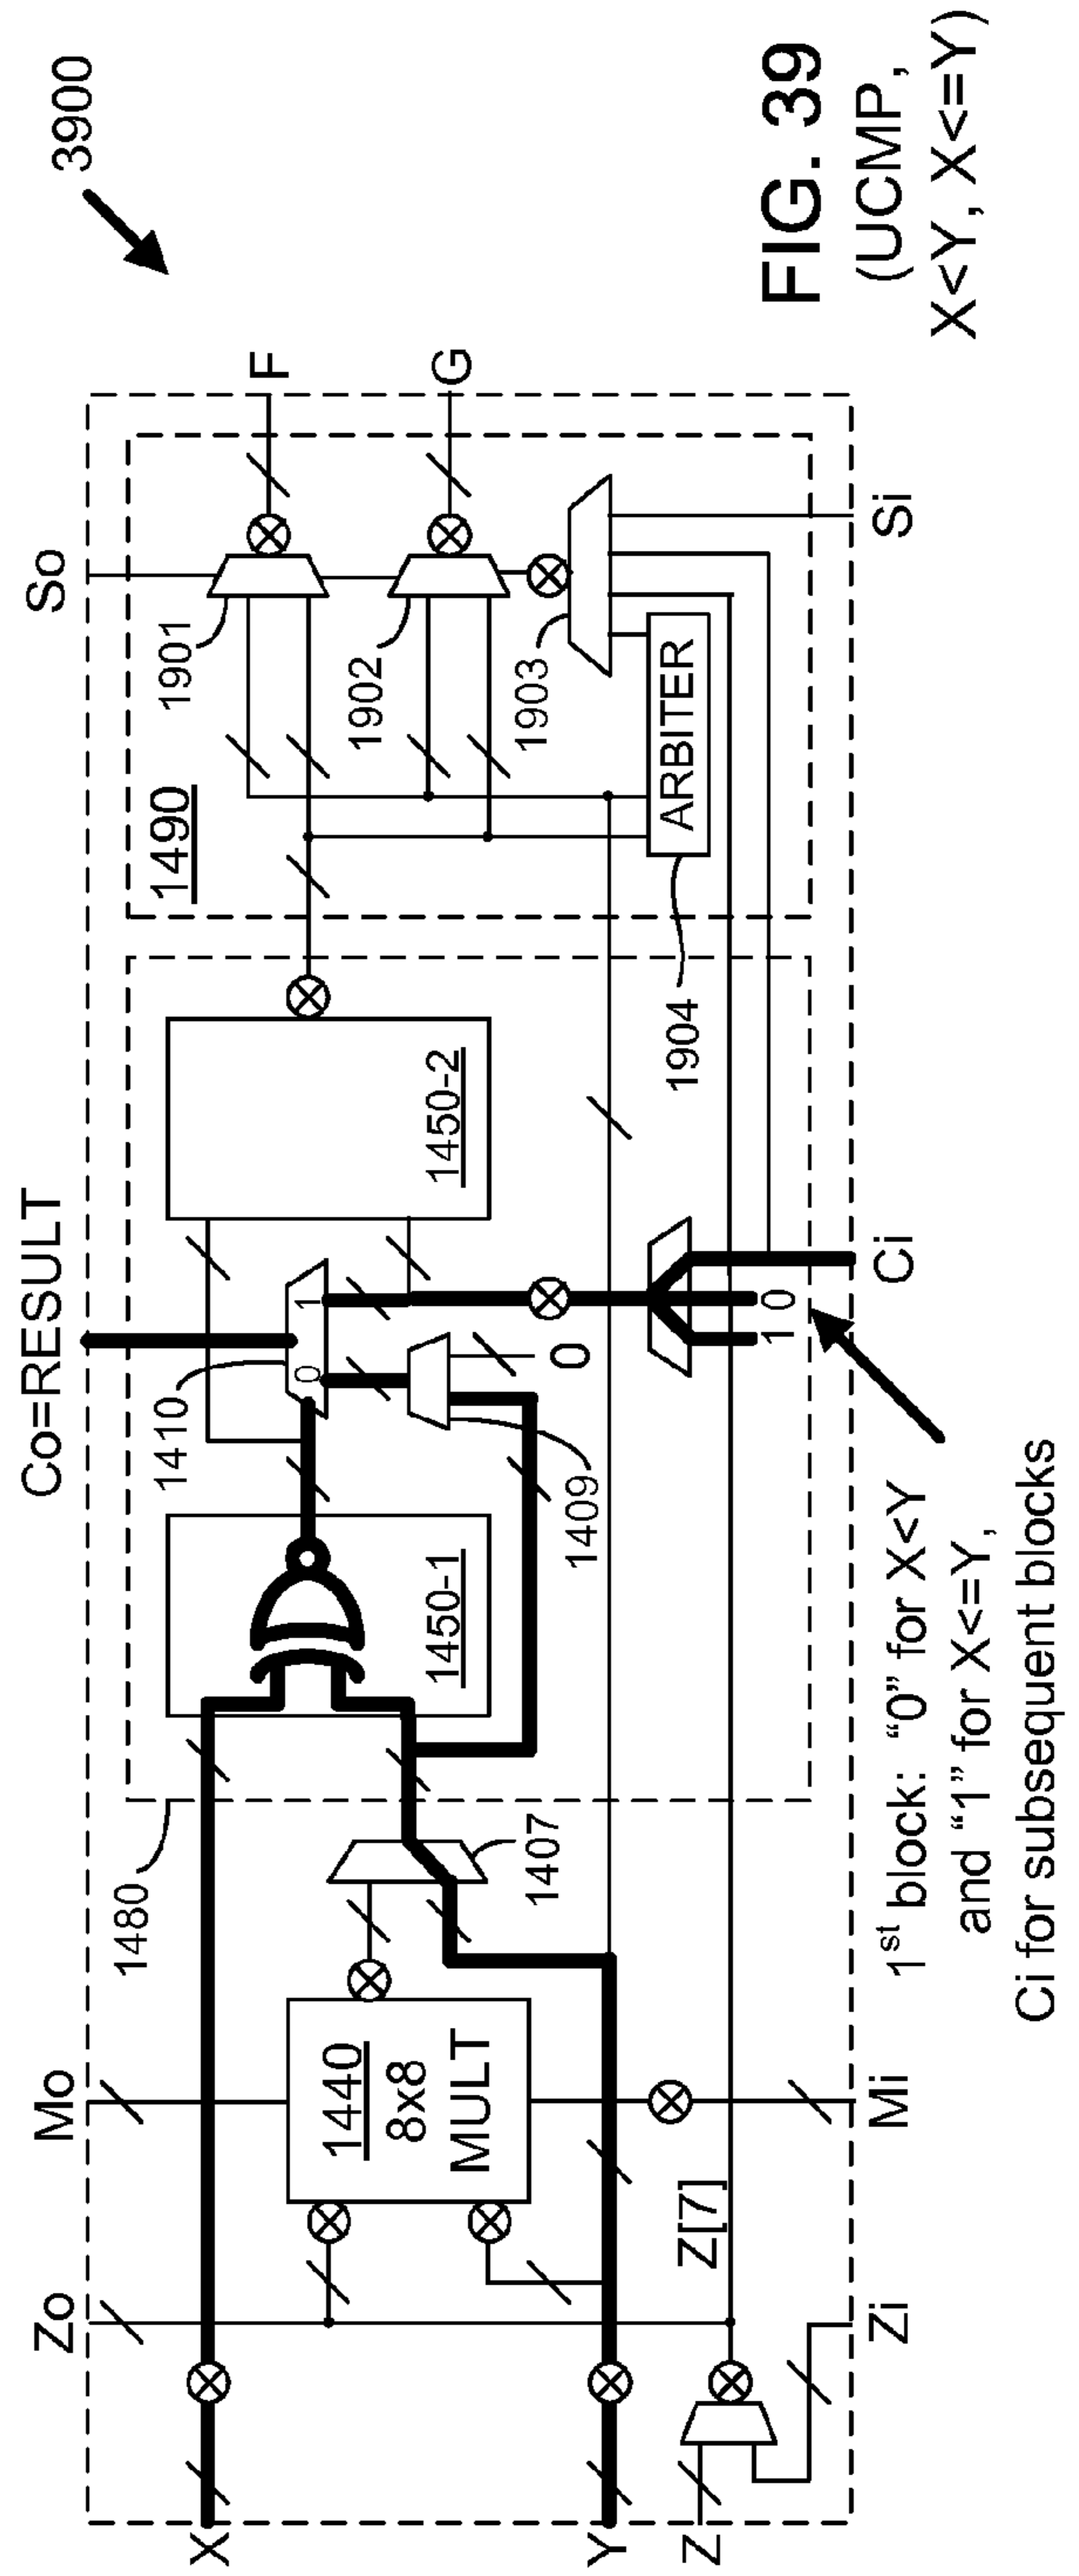 3900
So
Co=RESULT
Mo
Zo
F
G
1901
1902
1903
1490
ARBITER
1904
1450-2
1410
1
0
0
1409
1 0
1450-1
1480
1407
1440
8x8
MULT
Z[7]
X
Y
Z
Si
Ci
Mi
Zi
1st block: "0" for X<Y
and "1" for X<=Y,
Ci for subsequent blocks
FIG. 39
(UCMP,
X<Y, X<=Y)